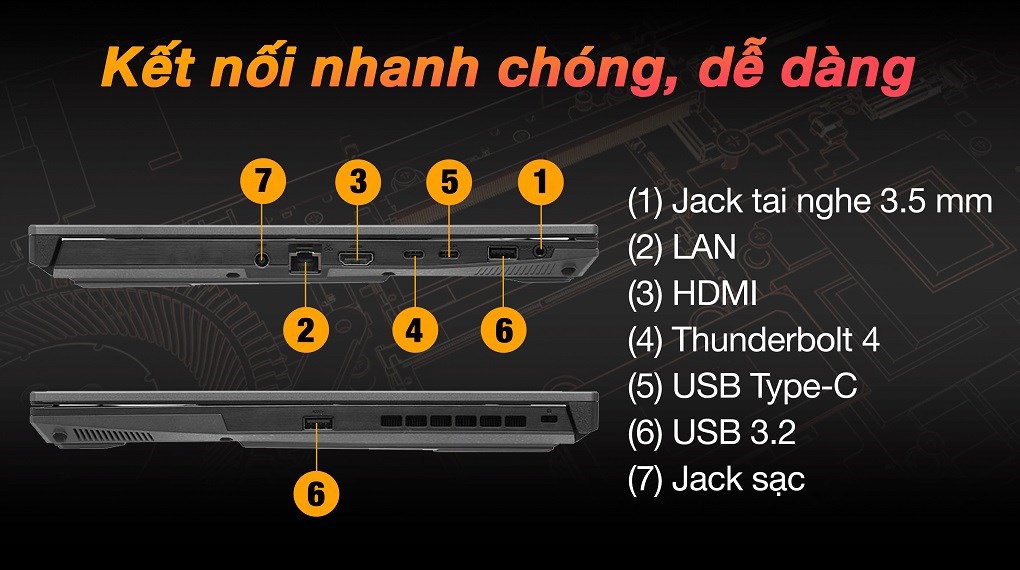 Kết nối nhanh chóng, dễ dàng
7 3 5 1
2 4 6
6
(1) Jack tai nghe 3.5 mm
(2) LAN
(3) HDMI
(4) Thunderbolt 4
(5) USB Type-C
(6) USB 3.2
(7) Jack sạc